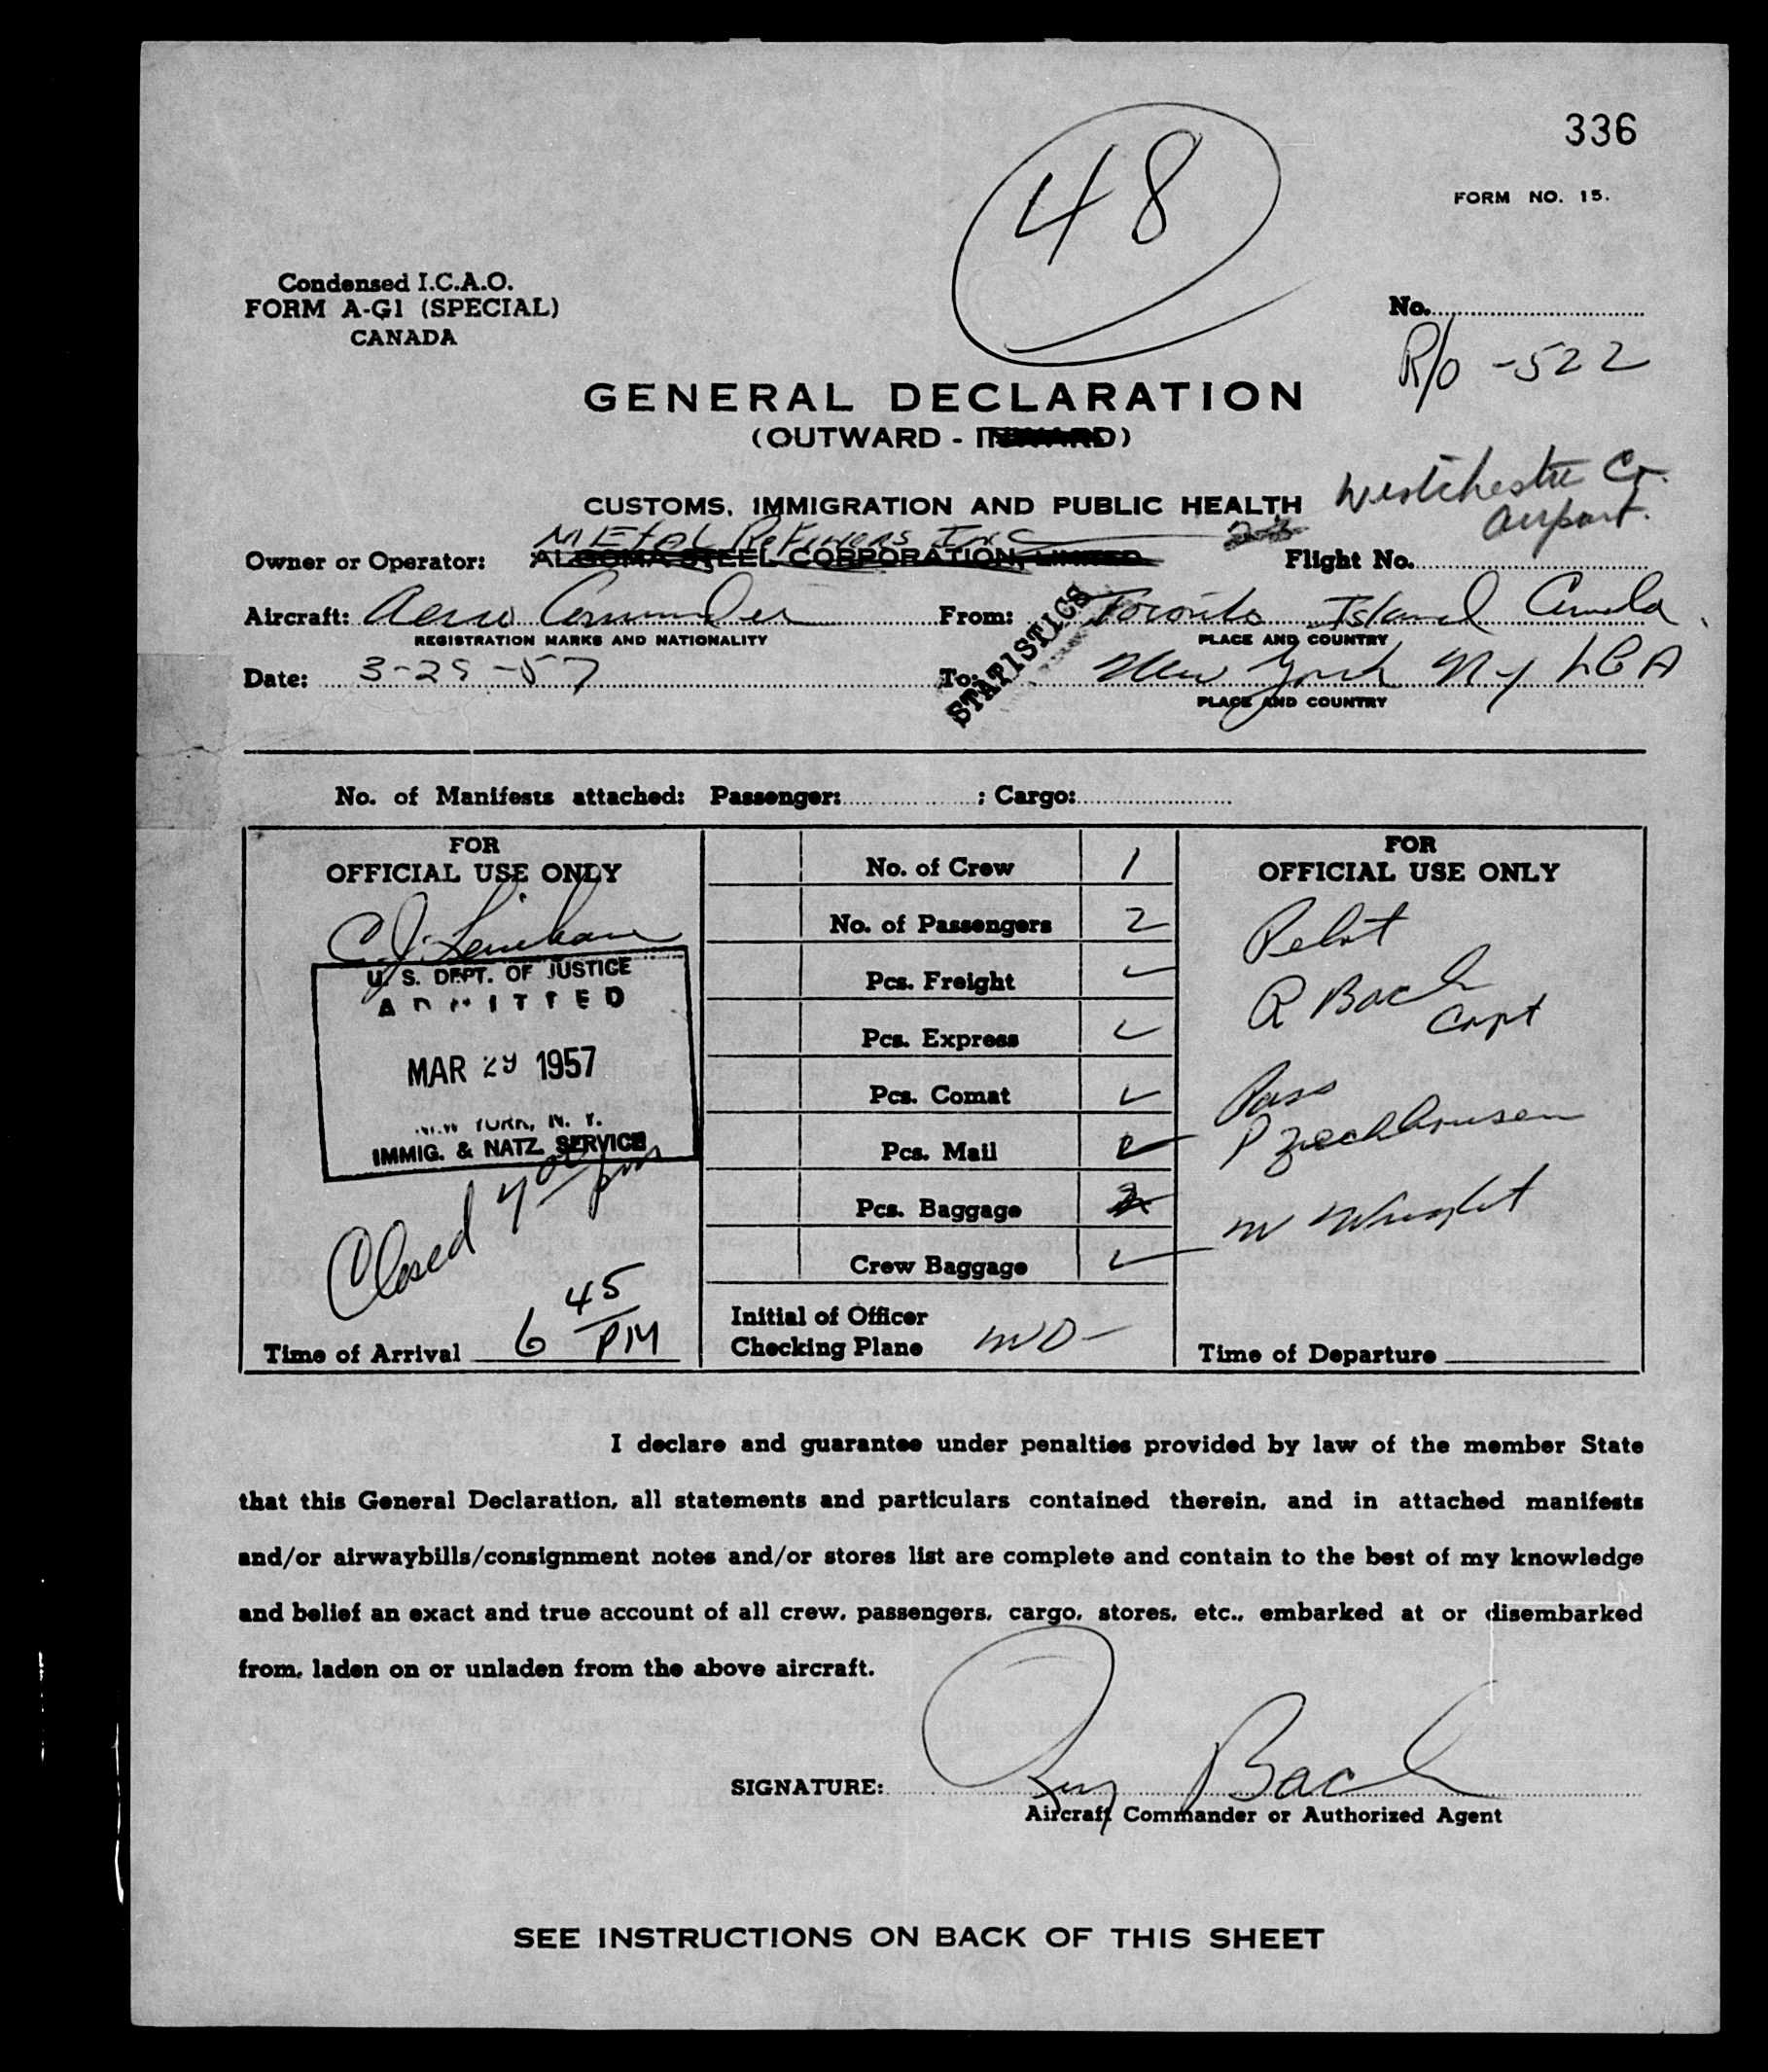 336
48
FORM NO. 15.
Condensed I.C.A.O.
FORM A-G1 (SPECIAL)
CANADA
No.
R/o -522
GENERAL DECLARATION
(OUTWARD - INWARD)
Westchester Co. Airport.
CUSTOMS, IMMIGRATION AND PUBLIC HEALTH
Metal Refiners Inc
Owner or Operator: ALGOMA STEEL CORPORATION, LIMITED Flight No.
Aircraft: Aero Commander From: Toronto Island Canada
REGISTRATION MARKS AND NATIONALITY PLACE AND COUNTRY
STATISTICS
Date: 3-29-57 To: New York NY LGA
PLACE AND COUNTRY
No. of Manifests attached: Passenger: ; Cargo:
FOR
OFFICIAL USE ONLY
C.J. Lenihan
U. S. DEPT. OF JUSTICE
ADMITTED
MAR 29 1957
NEW YORK, N. Y.
IMMIG. & NATZ. SERVICE
Closed 7 00 pm
Time of Arrival 6 45 PM
No. of Crew 1
No. of Passengers 2
Pcs. Freight
Pcs. Express
Pcs. Comat
Pcs. Mail
Pcs. Baggage
Crew Baggage
Initial of Officer
Checking Plane
FOR
OFFICIAL USE ONLY
Pelot
R Bach
Capt
Pass
M Wright
Time of Departure
I declare and guarantee under penalties provided by law of the member State
that this General Declaration, all statements and particulars contained therein, and in attached manifests
and/or airwaybills/consignment notes and/or stores list are complete and contain to the best of my knowledge
and belief an exact and true account of all crew, passengers, cargo, stores, etc., embarked at or disembarked
from, laden on or unladen from the above aircraft.
SIGNATURE: Ray Bach
Aircraft Commander or Authorized Agent
SEE INSTRUCTIONS ON BACK OF THIS SHEET